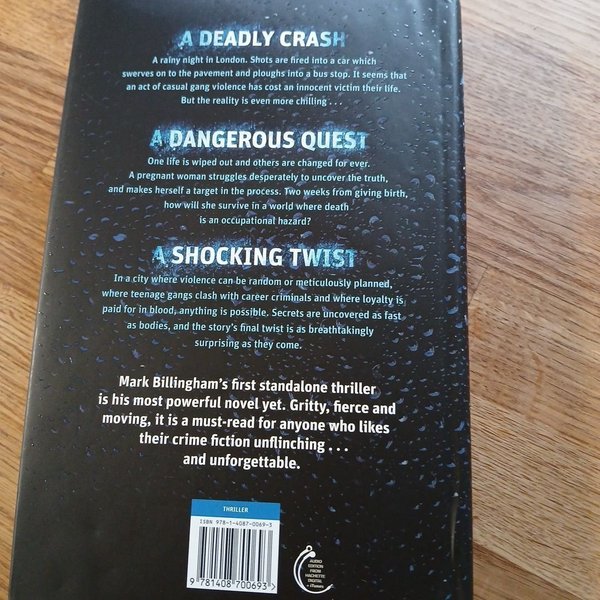 A DEADLY CRASH
A rainy night in London. Shots are fired into a car which
swerves on to the pavement and ploughs into a bus stop. It seems that
an act of casual gang violence has cost an innocent victim their life.
But the reality is even more chilling . . .
A DANGEROUS QUEST
One life is wiped out and others are changed for ever.
A pregnant woman struggles desperately to uncover the truth,
and makes herself a target in the process. Two weeks from giving birth,
how will she survive in a world where death
is an occupational hazard?
A SHOCKING TWIST
In a city where violence can be random or meticulously planned,
where teenage gangs clash with career criminals and where loyalty is
paid for in blood, anything is possible. Secrets are uncovered as fast
as bodies, and the story's final twist is as breathtakingly
surprising as they come.
Mark Billingham's first standalone thriller
is his most powerful novel yet. Gritty, fierce and
moving, it is a must-read for anyone who likes
their crime fiction unflinching . . .
and unforgettable.
THRILLER
ISBN 978-1-4087-0069-3
9 781408 700693
AUDIO
EDITION
FROM
HACHETTE
DIGITAL
+ iTunes